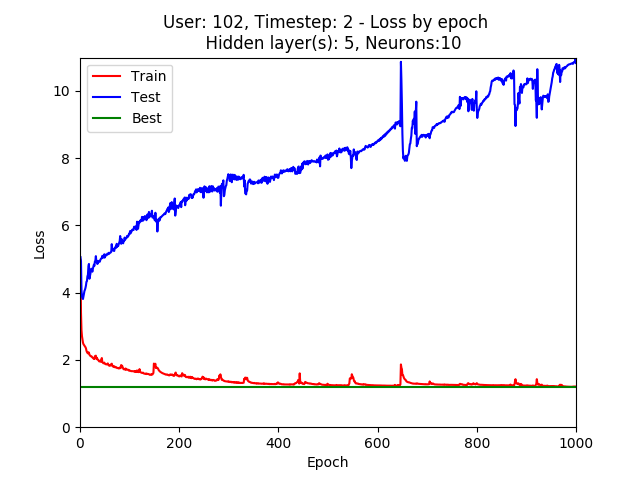 User: 102, Timestep: 2 - Loss by epoch
Hidden layer(s): 5, Neurons:10
Train
Test
Best
Loss
10
8
6
4
2
0
0 200 400 600 800 1000
Epoch